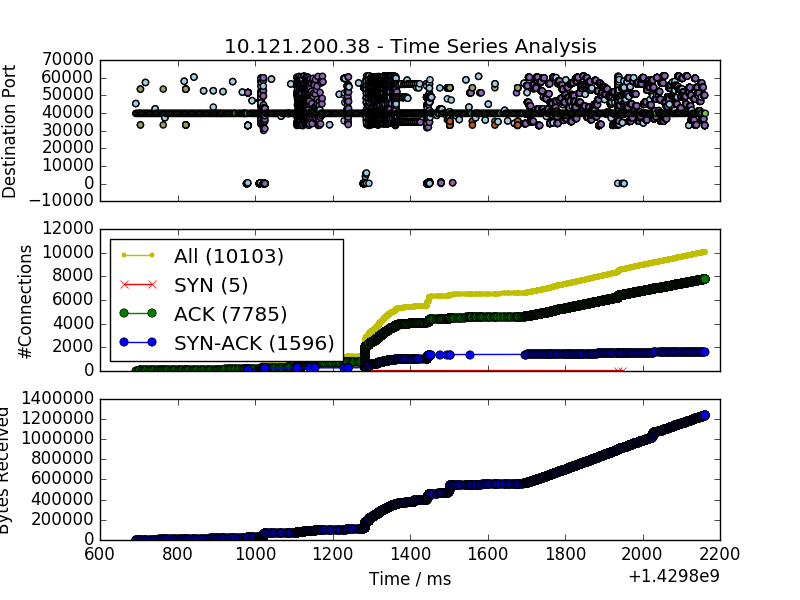 10.121.200.38 - Time Series Analysis
Destination Port
70000
60000
50000
40000
30000
20000
10000
0
−10000
#Connections
12000
10000
8000
6000
4000
2000
0
All (10103)
SYN (5)
ACK (7785)
SYN-ACK (1596)
Bytes Received
1400000
1200000
1000000
800000
600000
400000
200000
0
600 800 1000 1200 1400 1600 1800 2000 2200
Time / ms
+1.4298e9